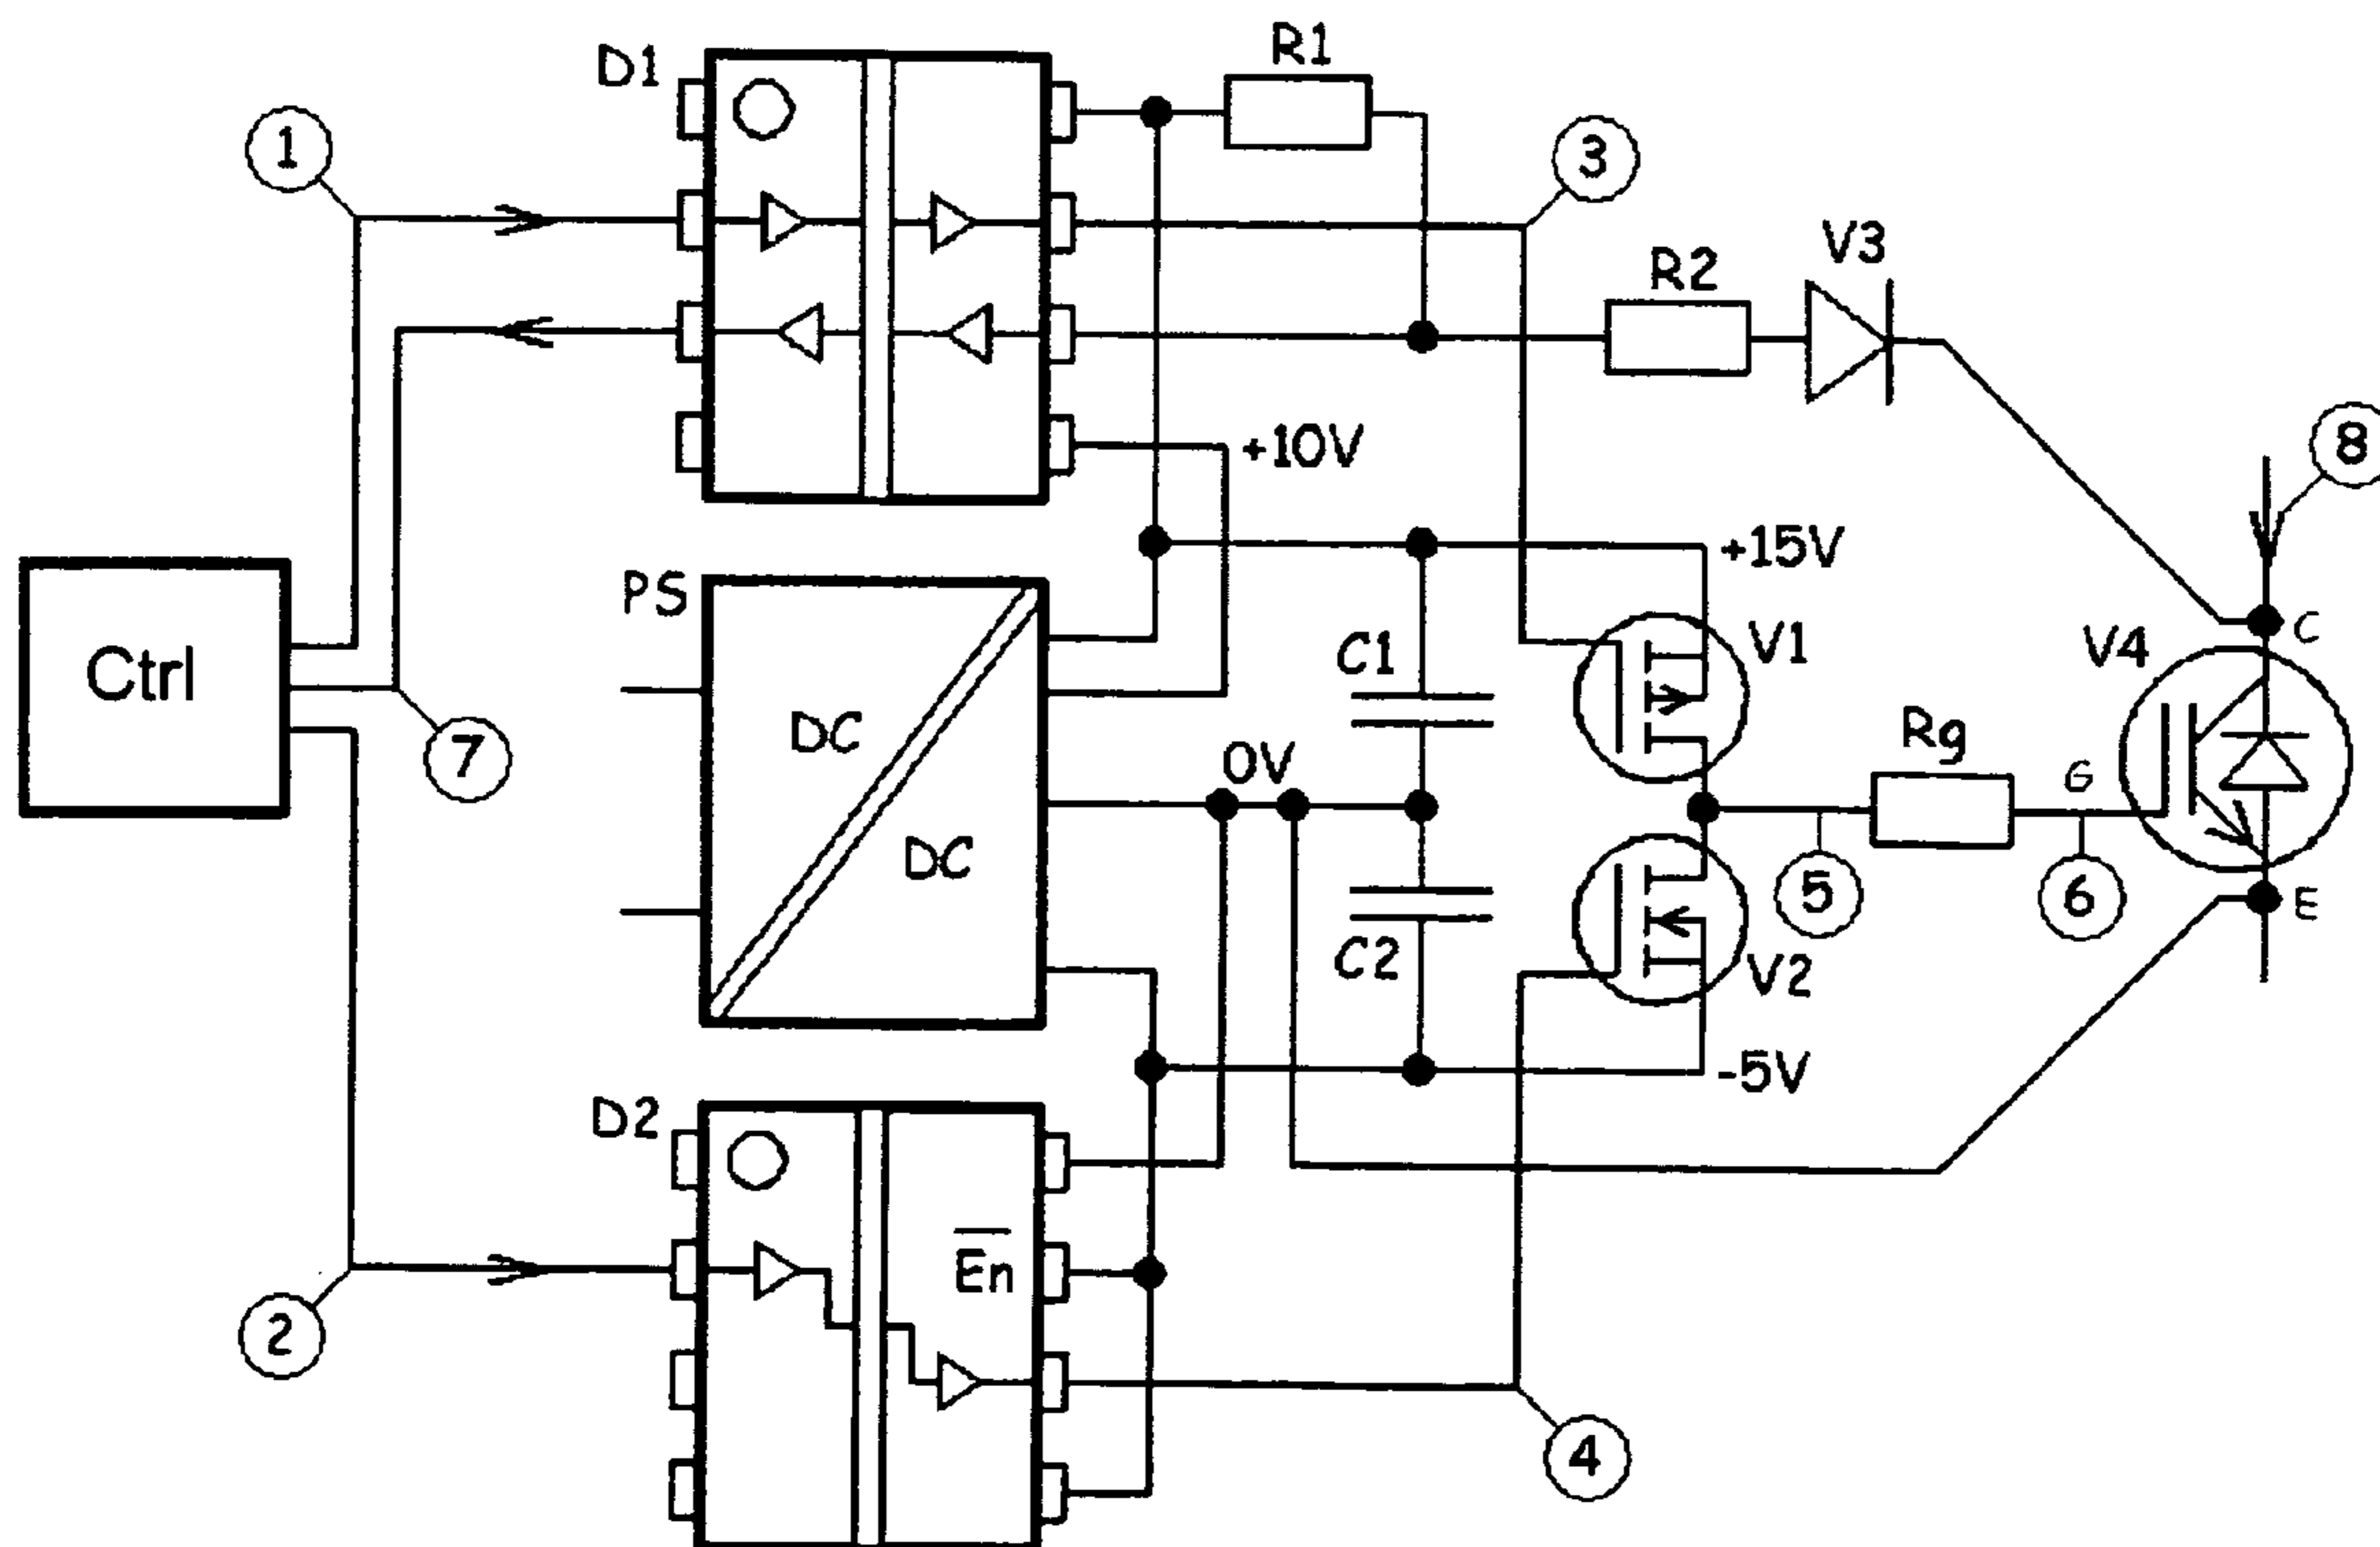 D1
R1
1
3
V3
R2
+10V
8
+15V
PS
C
Ctrl
C1
V1
V4
DC
Rg
0V
G
7
DC
5
6
E
C2
V2
-5V
D2
En
2
4